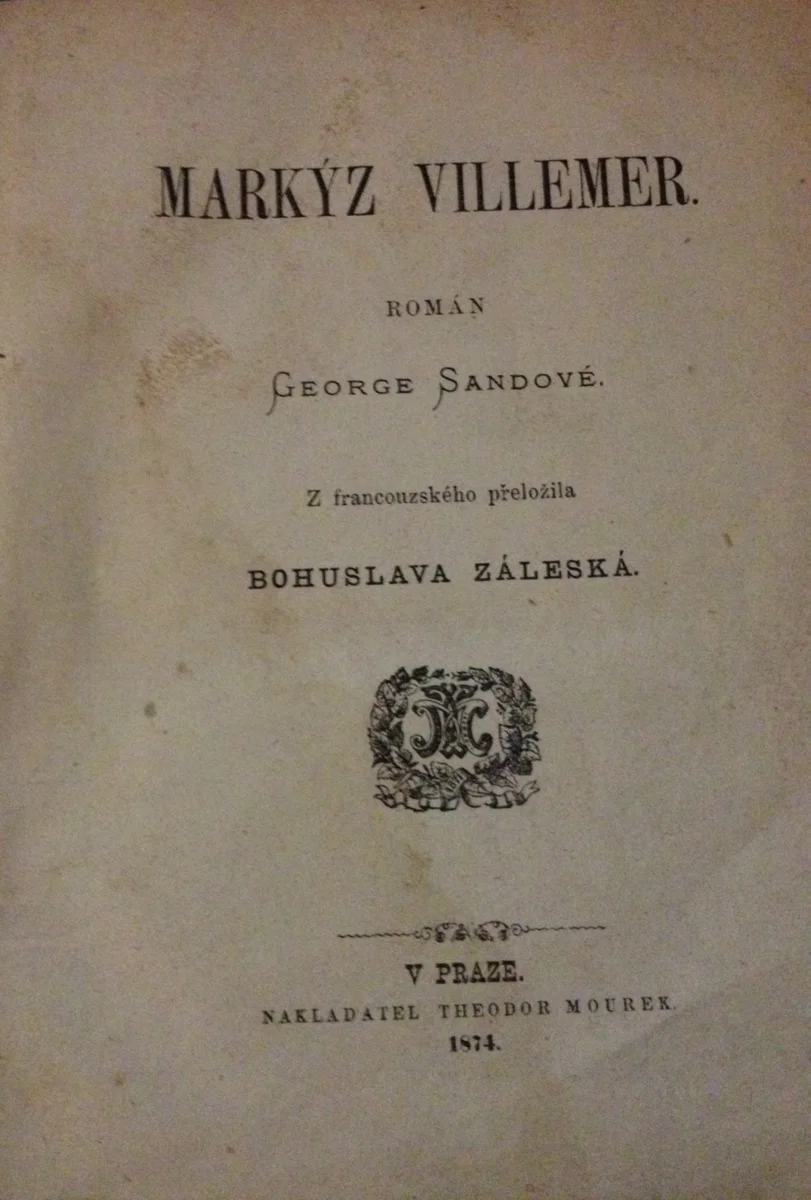 MARKÝZ VILLEMER.
ROMÁN
GEORGE SANDOVÉ.
Z francouzského přeložila
BOHUSLAVA ZÁLESKÁ.
V PRAZE.
NAKLADATEL THEODOR MOUREK.
1874.